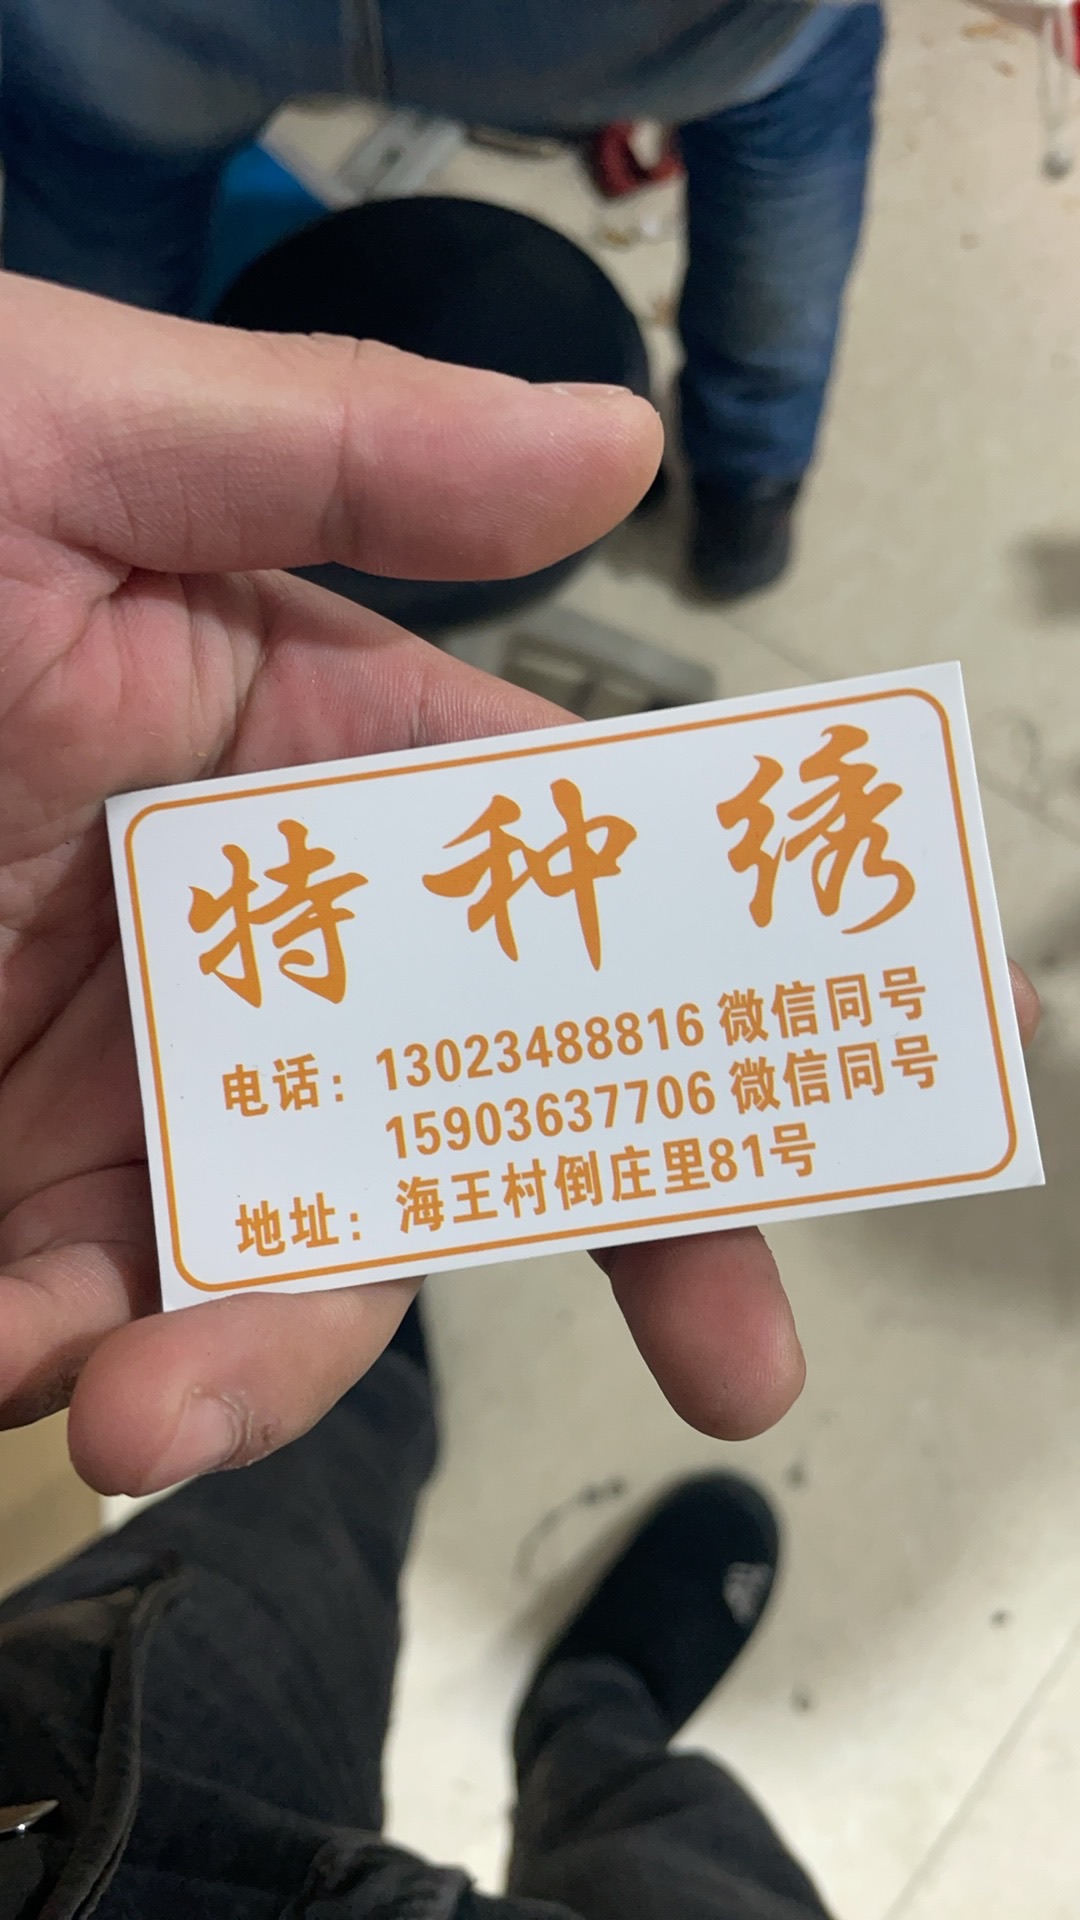 特种绣
电话：13023488816 微信同号
15903637706 微信同号
地址：海王村倒庄里81号